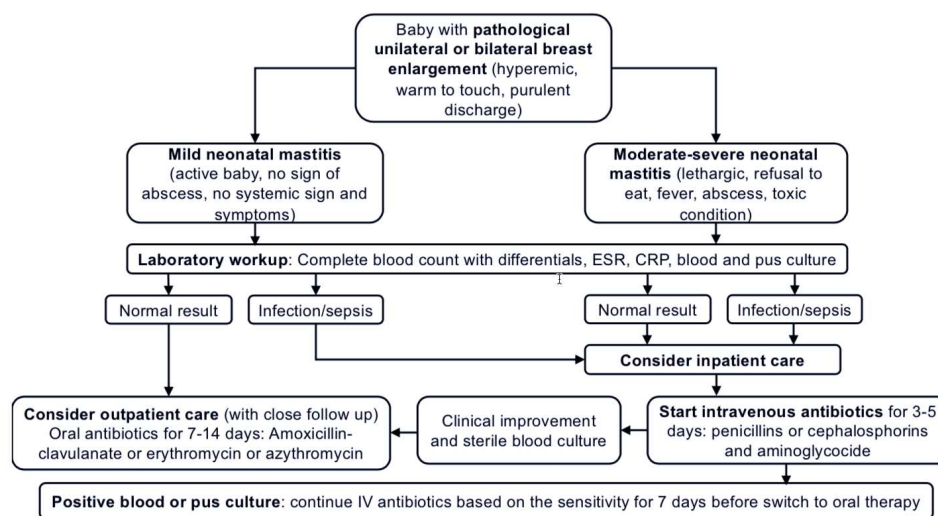 Baby with pathological
unilateral or bilateral breast
enlargement (hyperemic,
warm to touch, purulent
discharge)
Mild neonatal mastitis
(active baby, no sign of
abscess, no systemic sign and
symptoms)
Moderate-severe neonatal
mastitis (lethargic, refusal to
eat, fever, abscess, toxic
condition)
Laboratory workup: Complete blood count with differentials, ESR, CRP, blood and pus culture
Normal result
Infection/sepsis
Normal result
Infection/sepsis
Consider inpatient care
Consider outpatient care (with close follow up)
Oral antibiotics for 7-14 days: Amoxicillin-
clavulanate or erythromycin or azythromycin
Clinical improvement
and sterile blood culture
Start intravenous antibiotics for 3-5
days: penicillins or cephalosphorins
and aminoglycocide
Positive blood or pus culture: continue IV antibiotics based on the sensitivity for 7 days before switch to oral therapy